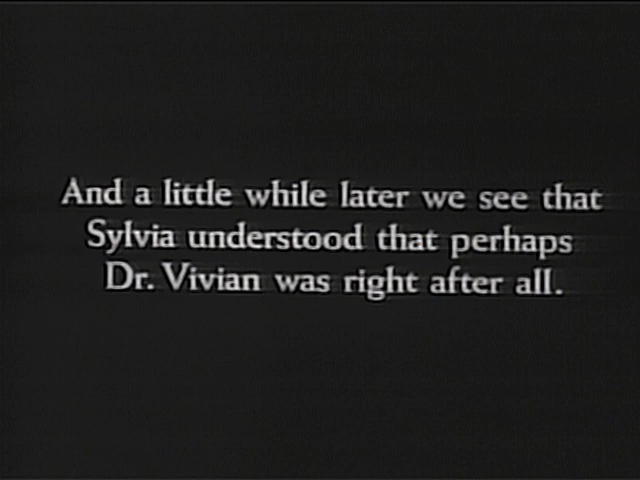 And a little while later we see that
Sylvia understood that perhaps
Dr. Vivian was right after all.